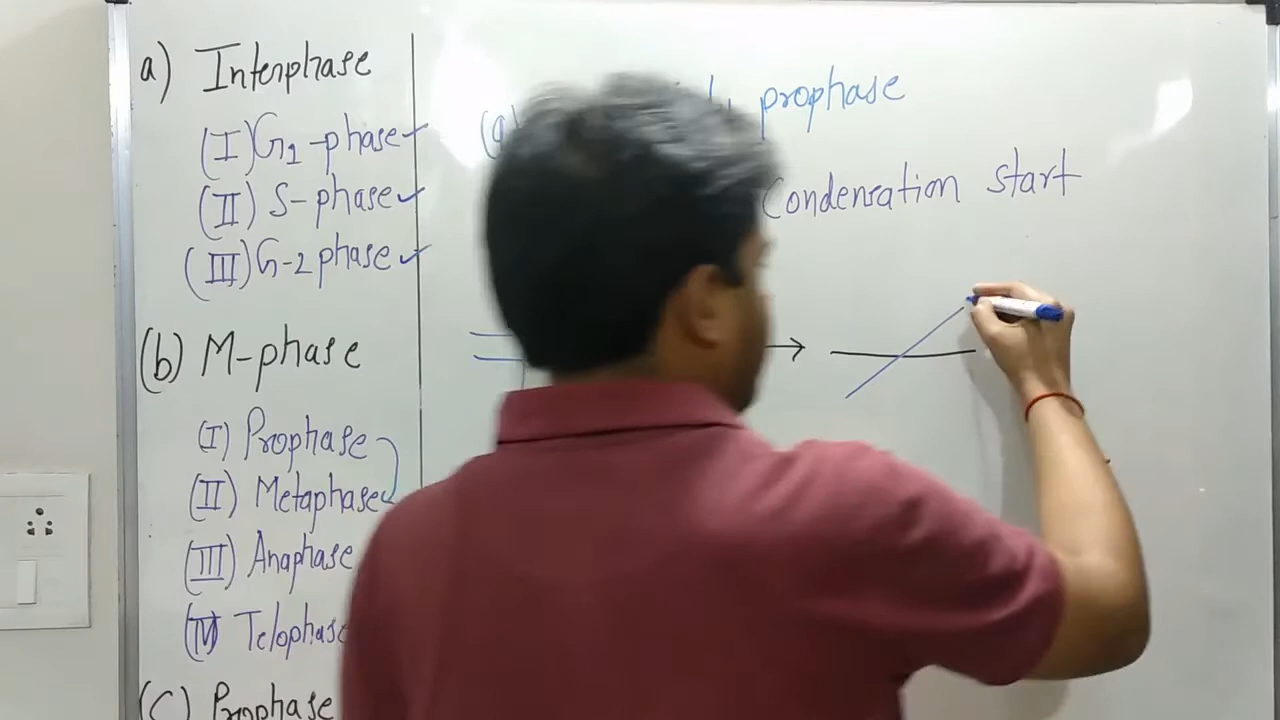 a) Interphase
(I) G1-phase
(II) S-phase
(III) G-2 phase
(b) M-phase
(I) Prophase
(II) Metaphase
(III) Anaphase
(IV) Telophase
(C) Prophase
(a) prophase
Condensation start